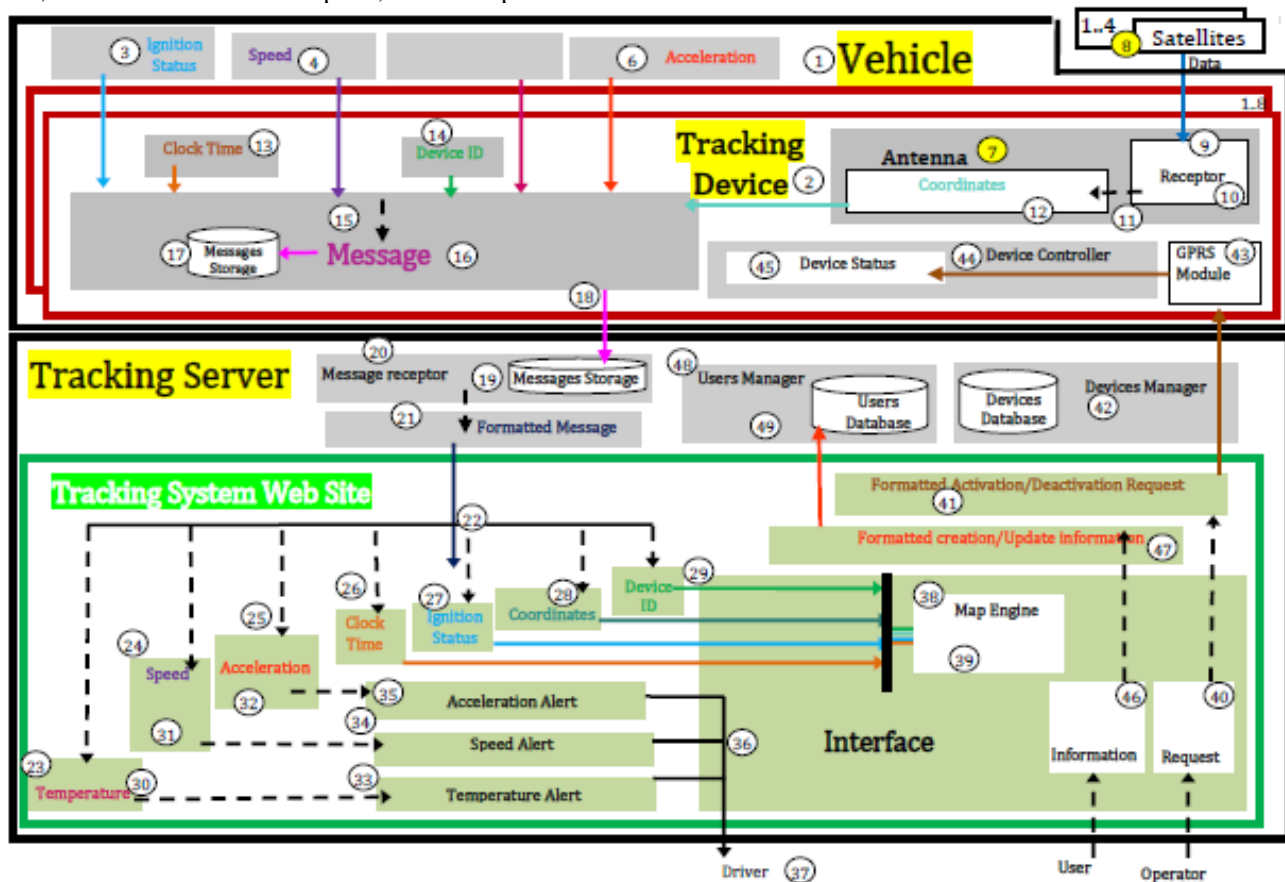 1..4
8
Satellites
Data
3
Ignition
Status
Speed
4
6
Acceleration
1
Vehicle
1..8
Clock Time
13
14
Device ID
Tracking
Device
2
Antenna
7
Coordinates
12
11
9
Receptor
10
15
Message
16
17
Messages
Storage
18
45
Device Status
44
Device Controller
GPRS
Module
43
Tracking Server
20
Message receptor
19
Messages Storage
21
Formatted Message
48
Users Manager
49
Users
Database
Devices
Database
Devices Manager
42
Tracking System Web Site
22
Formatted Activation/Deactivation Request
41
Formatted creation/Update information
47
29
Device
ID
28
Coordinates
27
Ignition
Status
26
Clock
Time
25
Acceleration
32
24
Speed
31
23
Temperature
30
35
Acceleration Alert
34
Speed Alert
33
Temperature Alert
36
38
Map Engine
39
Interface
46
Information
40
Request
Driver
37
User
Operator